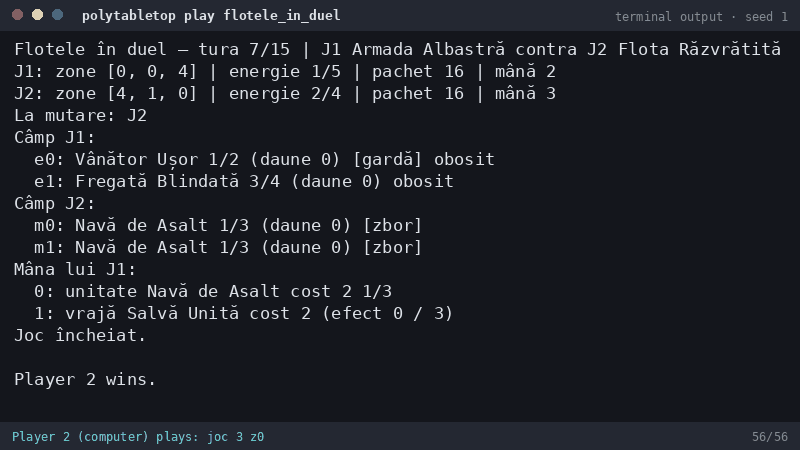 polytabletop play flotele_in_duel
terminal output · seed 1
Flotele în duel — tura 7/15 | J1 Armada Albastră contra J2 Flota Răzvrătită
J1: zone [0, 0, 4] | energie 1/5 | pachet 16 | mână 2
J2: zone [4, 1, 0] | energie 2/4 | pachet 16 | mână 3
La mutare: J2
Câmp J1:
e0: Vânător Ușor 1/2 (daune 0) [gardă] obosit
e1: Fregată Blindată 3/4 (daune 0) obosit
Câmp J2:
m0: Navă de Asalt 1/3 (daune 0) [zbor]
m1: Navă de Asalt 1/3 (daune 0) [zbor]
Mâna lui J1:
0: unitate Navă de Asalt cost 2 1/3
1: vrajă Salvă Unită cost 2 (efect 0 / 3)
Joc încheiat.
Player 2 wins.
Player 2 (computer) plays: joc 3 z0
56/56